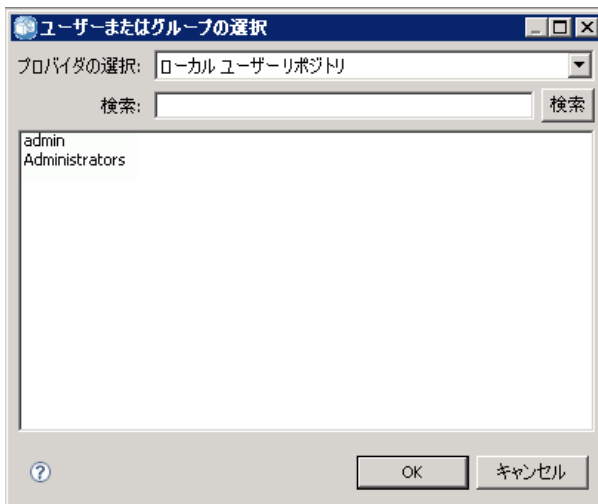 ユーザーまたはグループの選択
プロバイダの選択: ローカル ユーザー リポジトリ
検索: 検索
admin
Administrators
? OK キャンセル